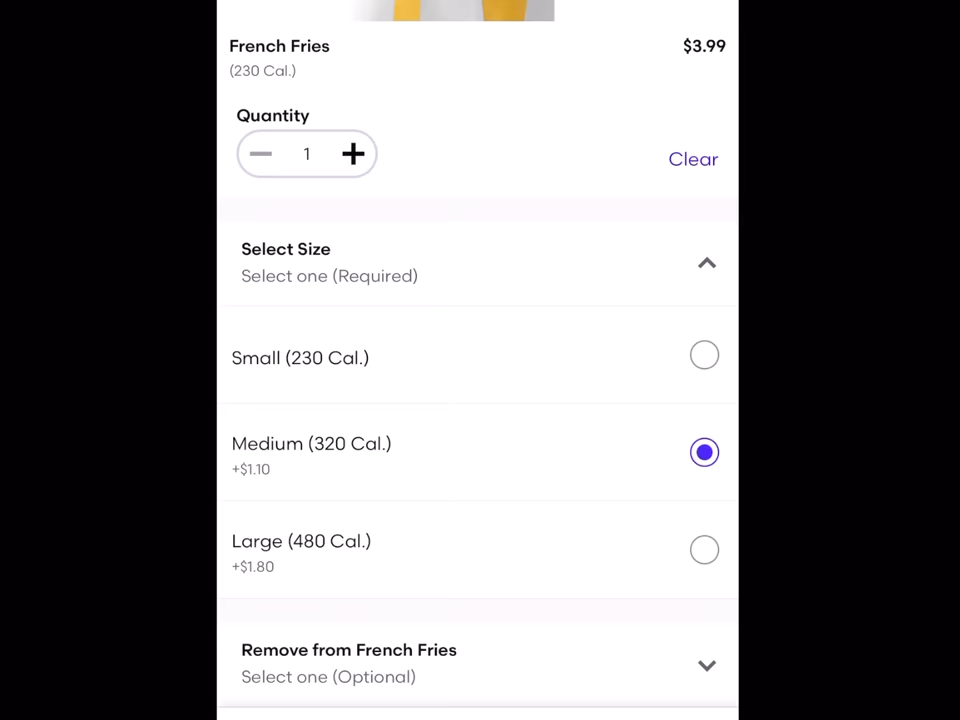 French Fries
$3.99
(230 Cal.)
Quantity
1
Clear
Select Size
Select one (Required)
Small (230 Cal.)
Medium (320 Cal.)
+$1.10
Large (480 Cal.)
+$1.80
Remove from French Fries
Select one (Optional)